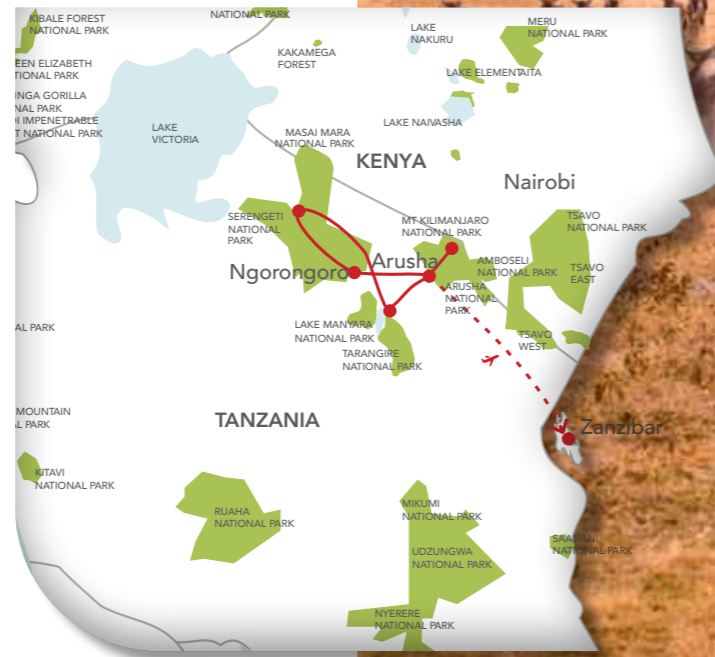 KIBALE FOREST
NATIONAL PARK
NATIONAL PARK
KAKAMEGA
FOREST
LAKE
NAKURU
MERU
NATIONAL PARK
EEN ELIZABETH
TIONAL PARK
LAKE ELEMENTAITA
INGA GORILLA
NAL PARK
DI IMPENETRABLE
T NATIONAL PARK
LAKE
VICTORIA
MASAI MARA
NATIONAL PARK
LAKE NAIVASHA
KENYA
Nairobi
SERENGETI
NATIONAL
PARK
MT KILIMANJARO
NATIONAL PARK
TSAVO
NATIONAL PARK
Ngorongoro
Arusha
AMBOSELI
NATIONAL PARK
TSAVO
EAST
ARUSHA
NATIONAL
PARK
LAKE MANYARA
NATIONAL PARK
TSAVO
WEST
AL PARK
TARANGIRE
NATIONAL PARK
MOUNTAIN
L PARK
TANZANIA
Zanzibar
KITAVI
NATIONAL PARK
RUAHA
NATIONAL PARK
MIKUMI
NATIONAL PARK
UDZUNGWA
NATIONAL PARK
SAADANI
NATIONAL PARK
NYERERE
NATIONAL PARK